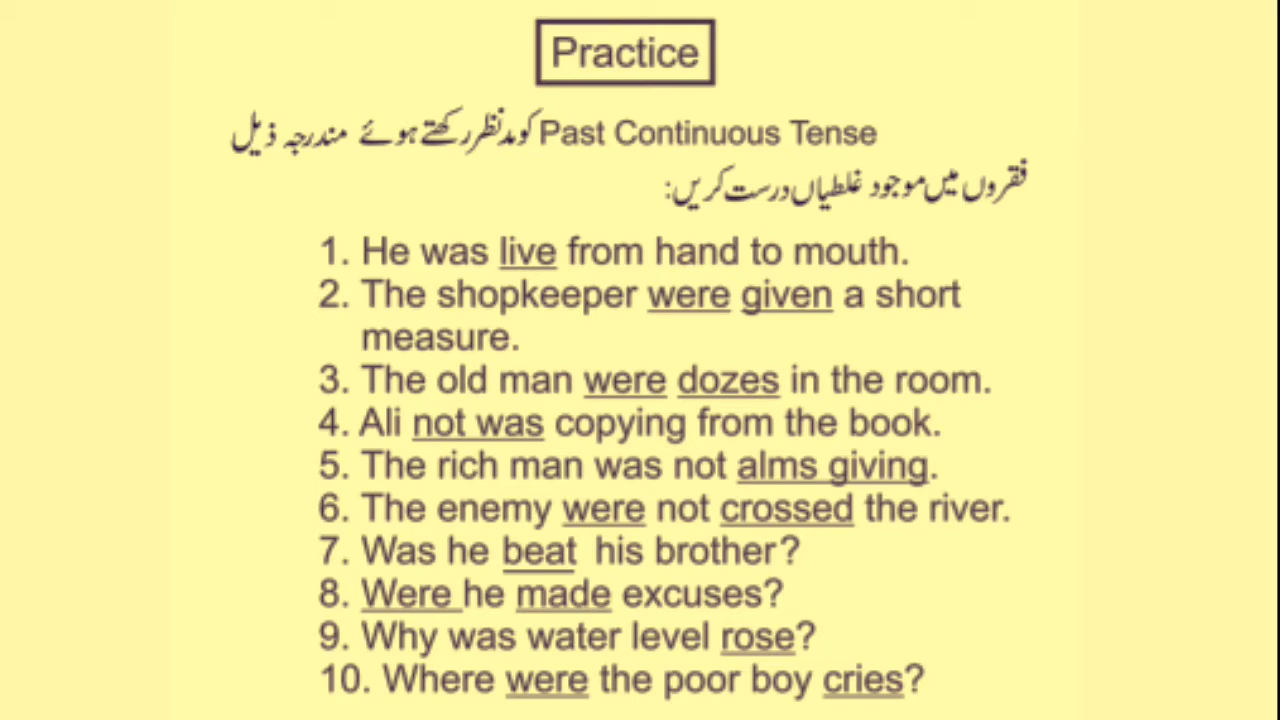 Practice
Past Continuous Tense کو مدنظر رکھتے ہوئے مندرجہ ذیل
فقروں میں موجود غلطیاں درست کریں:
1. He was live from hand to mouth.
2. The shopkeeper were given a short
measure.
3. The old man were dozes in the room.
4. Ali not was copying from the book.
5. The rich man was not alms giving.
6. The enemy were not crossed the river.
7. Was he beat his brother?
8. Were he made excuses?
9. Why was water level rose?
10. Where were the poor boy cries?